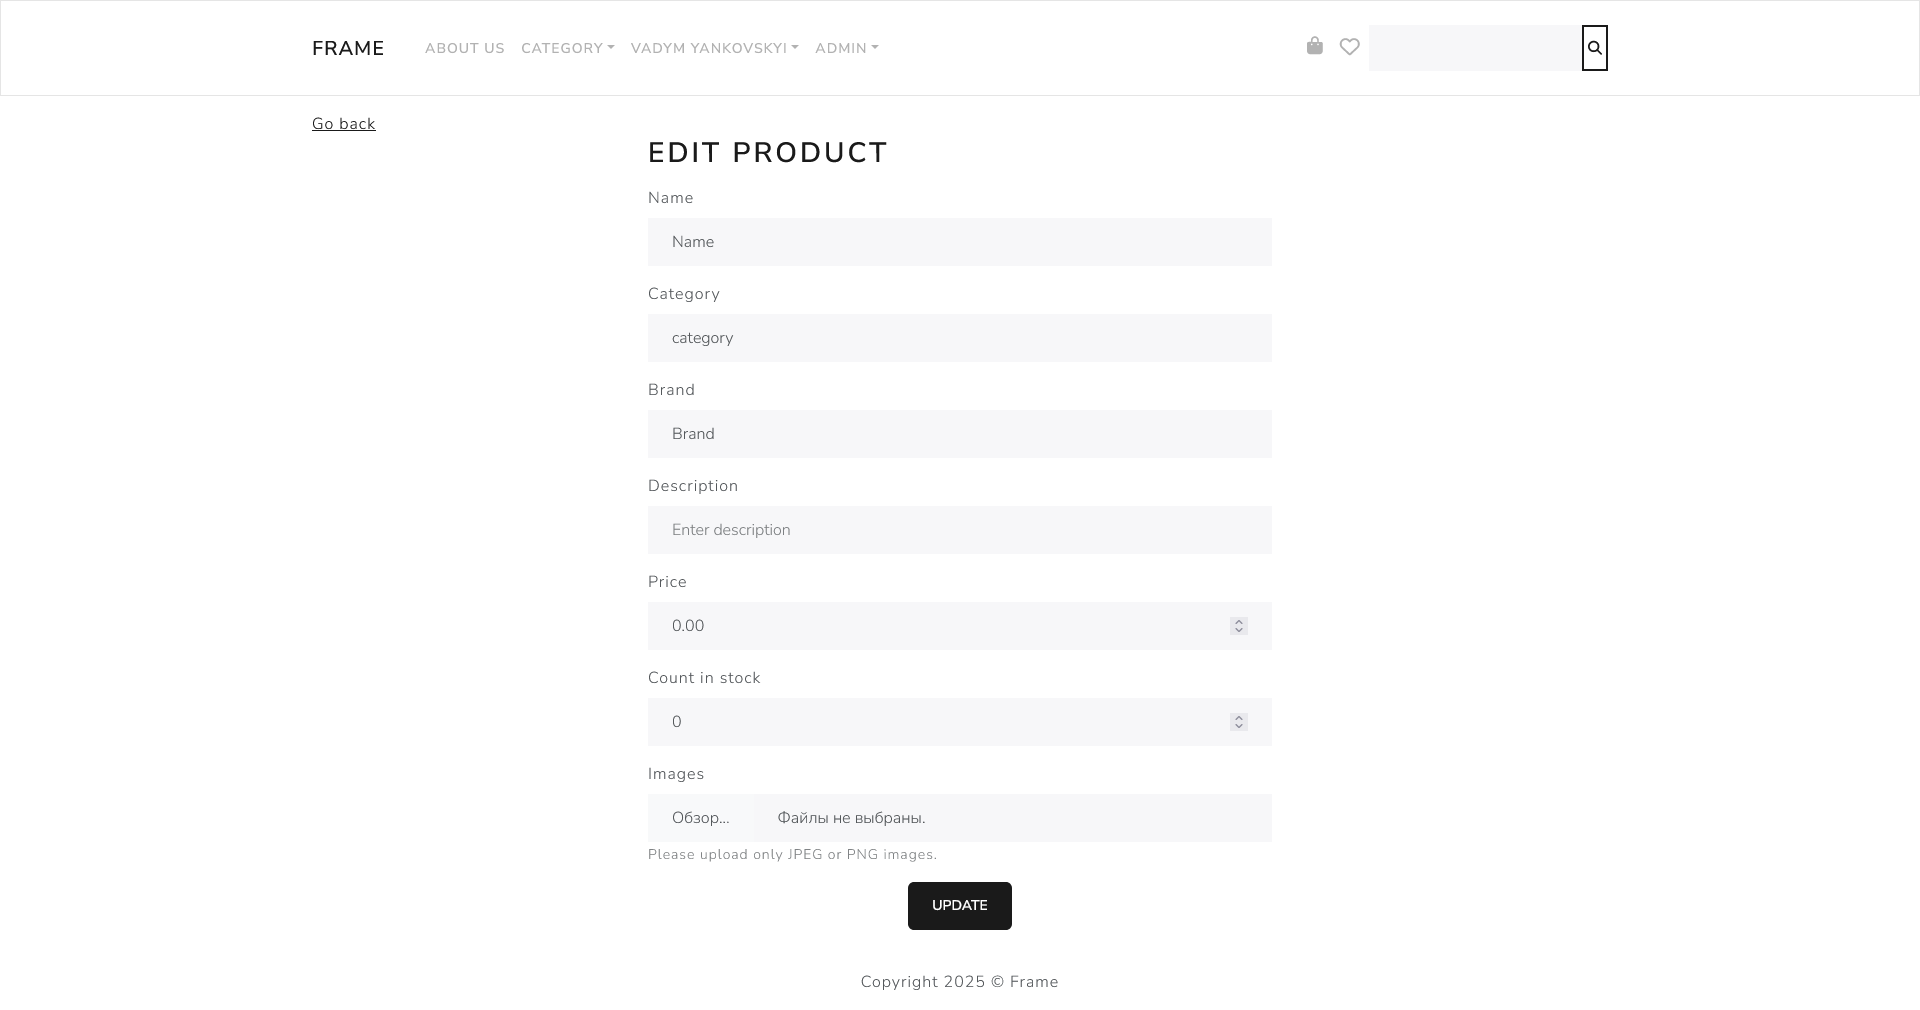 FRAME ABOUT US CATEGORY VADYM YANKOVSKYI ADMIN
Go back
EDIT PRODUCT
Name
Name
Category
category
Brand
Brand
Description
Enter description
Price
0.00
Count in stock
0
Images
Обзор... Файлы не выбраны.
Please upload only JPEG or PNG images.
UPDATE
Copyright 2025 © Frame